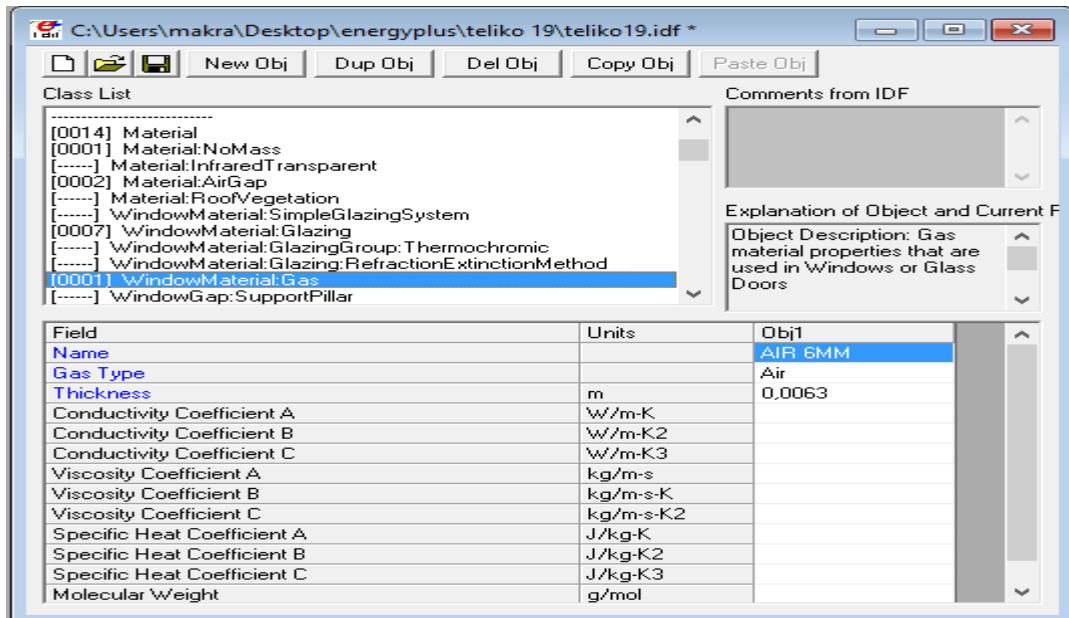 C:\Users\makra\Desktop\energyplus\teliko 19\teliko19.idf *
New Obj Dup Obj Del Obj Copy Obj Paste Obj
Class List
Comments from IDF
----------------------------
[0014] Material
[0001] Material:NoMass
[------] Material:InfraredTransparent
[0002] Material:AirGap
[------] Material:RoofVegetation
[------] WindowMaterial:SimpleGlazingSystem
[0007] WindowMaterial:Glazing
[------] WindowMaterial:GlazingGroup:Thermochromic
[------] WindowMaterial:Glazing:RefractionExtinctionMethod
[0001] WindowMaterial:Gas
[------] WindowGap:SupportPillar
Explanation of Object and Current F
Object Description: Gas
material properties that are
used in Windows or Glass
Doors
Field Units Obj1
Name AIR 6MM
Gas Type Air
Thickness m 0,0063
Conductivity Coefficient A W/m-K
Conductivity Coefficient B W/m-K2
Conductivity Coefficient C W/m-K3
Viscosity Coefficient A kg/m-s
Viscosity Coefficient B kg/m-s-K
Viscosity Coefficient C kg/m-s-K2
Specific Heat Coefficient A J/kg-K
Specific Heat Coefficient B J/kg-K2
Specific Heat Coefficient C J/kg-K3
Molecular Weight g/mol